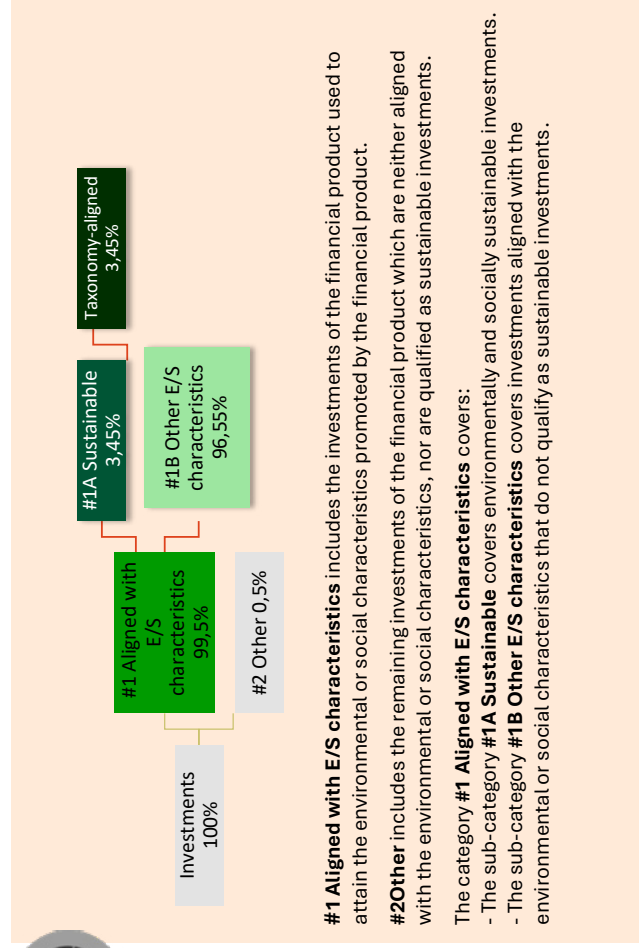 Investments
100%
#1 Aligned with
E/S
characteristics
99,5%
#2 Other 0,5%
#1A Sustainable
3,45%
#1B Other E/S
characteristics
96,55%
Taxonomy-aligned
3,45%
#1 Aligned with E/S characteristics includes the investments of the financial product used to
attain the environmental or social characteristics promoted by the financial product.
#2Other includes the remaining investments of the financial product which are neither aligned
with the environmental or social characteristics, nor are qualified as sustainable investments.
The category #1 Aligned with E/S characteristics covers:
- The sub-category #1A Sustainable covers environmentally and socially sustainable investments.
- The sub-category #1B Other E/S characteristics covers investments aligned with the
environmental or social characteristics that do not qualify as sustainable investments.